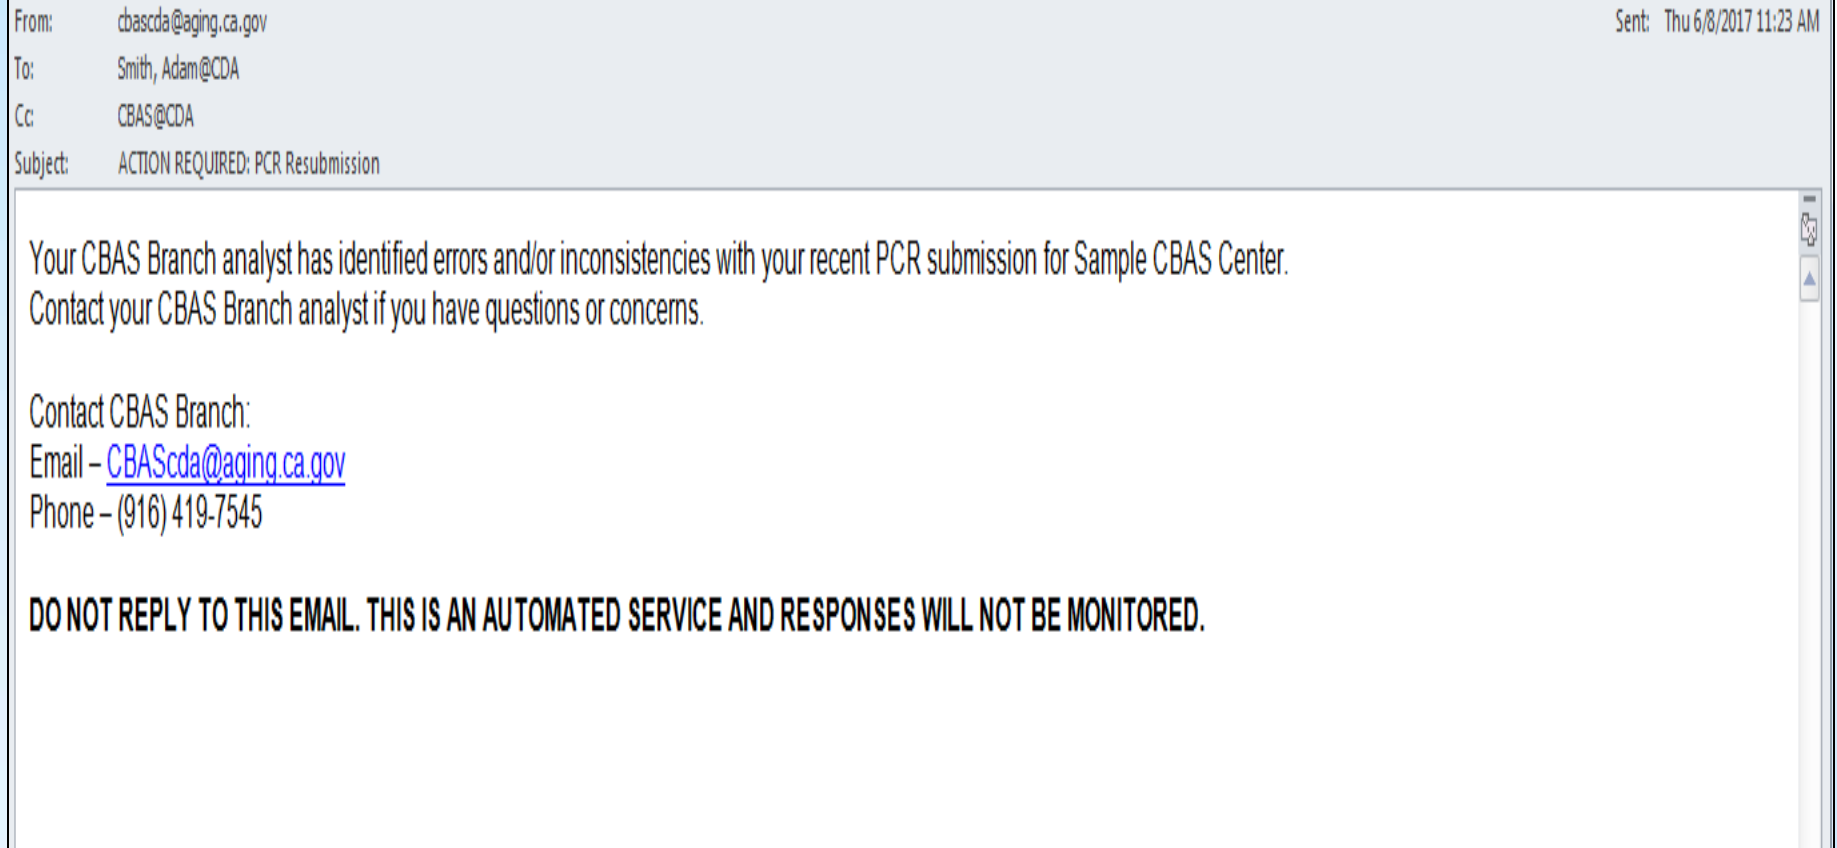 From: cbascda@aging.ca.gov Sent: Thu 6/8/2017 11:23 AM
To: Smith, Adam@CDA
Cc: CBAS@CDA
Subject: ACTION REQUIRED: PCR Resubmission
Your CBAS Branch analyst has identified errors and/or inconsistencies with your recent PCR submission for Sample CBAS Center.
Contact your CBAS Branch analyst if you have questions or concerns.
Contact CBAS Branch:
Email – CBAScda@aging.ca.gov
Phone – (916) 419-7545
DO NOT REPLY TO THIS EMAIL. THIS IS AN AUTOMATED SERVICE AND RESPONSES WILL NOT BE MONITORED.